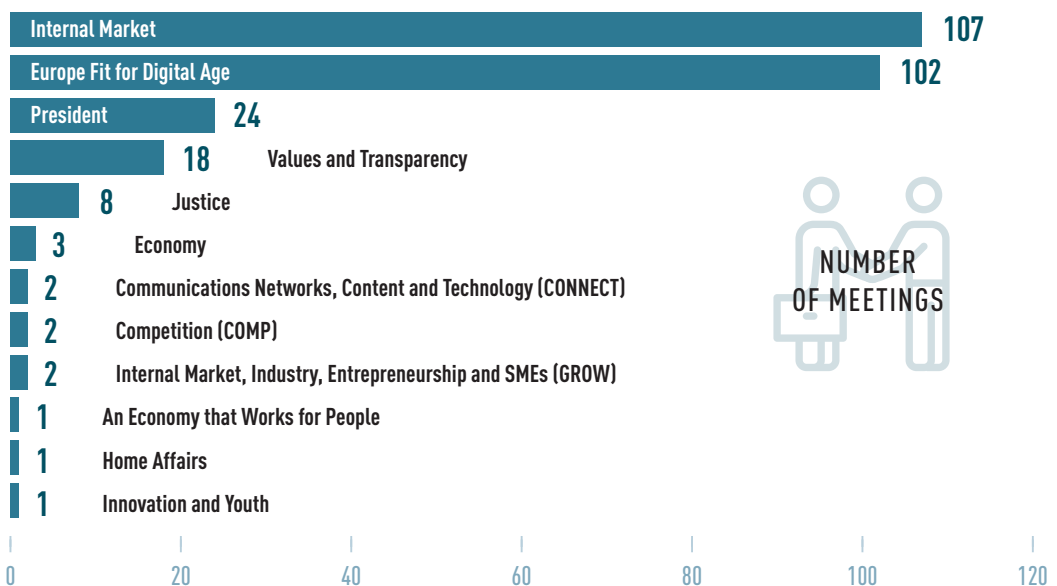 Internal Market 107
Europe Fit for Digital Age 102
President 24
18 Values and Transparency
8 Justice
3 Economy
2 Communications Networks, Content and Technology (CONNECT)
2 Competition (COMP)
2 Internal Market, Industry, Entrepreneurship and SMEs (GROW)
1 An Economy that Works for People
1 Home Affairs
1 Innovation and Youth
NUMBER
OF MEETINGS
0 20 40 60 80 100 120